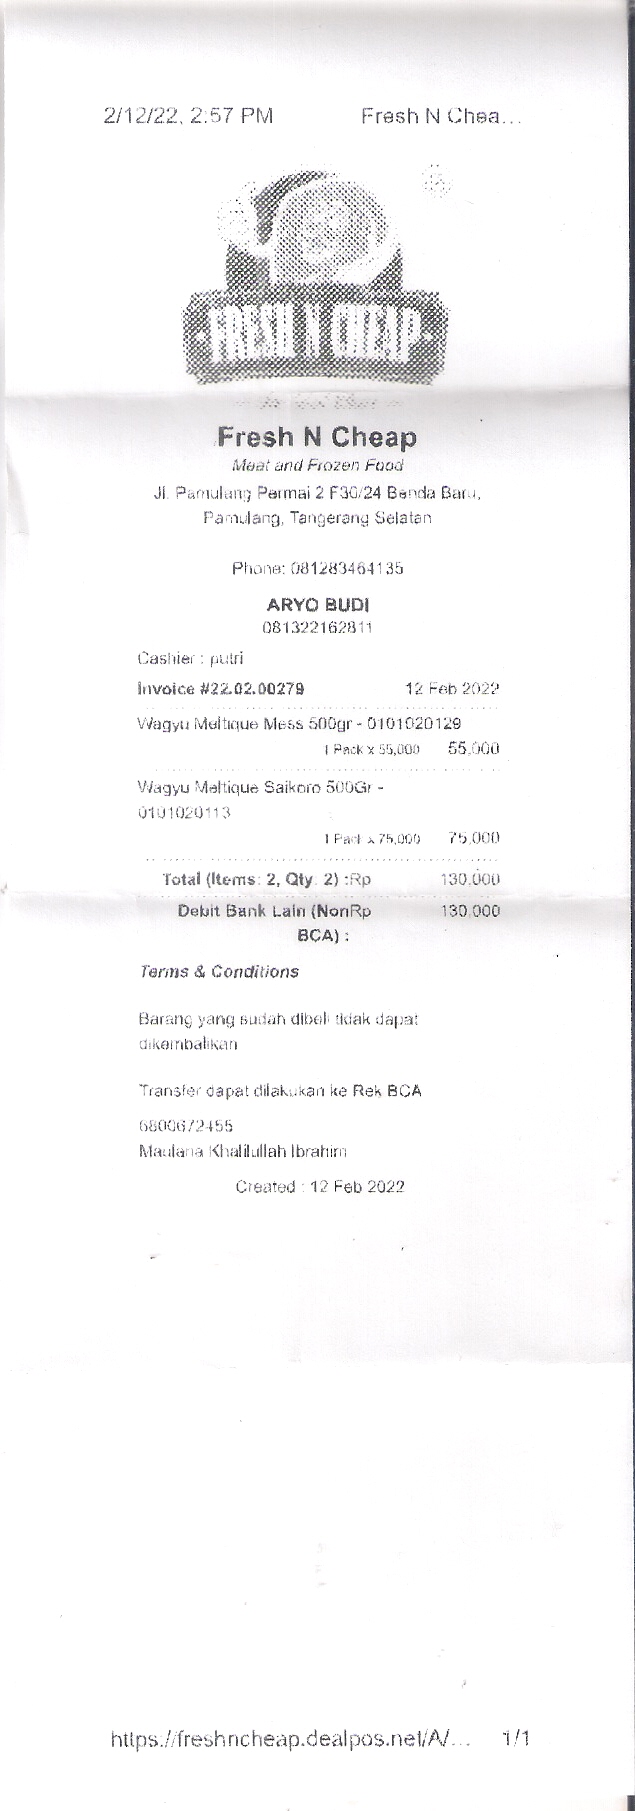 2/12/22, 2:57 PM Fresh N Chea...
FRESH N CHEAP
Fresh N Cheap
Meat and Frozen Food
Jl. Pamulang Permai 2 F30/24 Benda Baru,
Pamulang, Tangerang Selatan
Phone: 081283464135
ARYO BUDI
081322162811
Cashier : putri
Invoice #22.02.00279 12 Feb 2022
Wagyu Meltique Mess 500gr - 0101020129
1 Pack x 55,000 55,000
Wagyu Meltique Saikoro 500Gr -
0101020113
1 Pack x 75,000 75,000
Total (Items: 2, Qty: 2) :Rp 130.000
Debit Bank Lain (NonRp 130.000
BCA) :
Terms & Conditions
Barang yang sudah dibeli tidak dapat
dikembalikan
Transfer dapat dilakukan ke Rek BCA
6800672455
Maulana Khalilullah Ibrahim
Created : 12 Feb 2022
https://freshncheap.dealpos.net/A/... 1/1